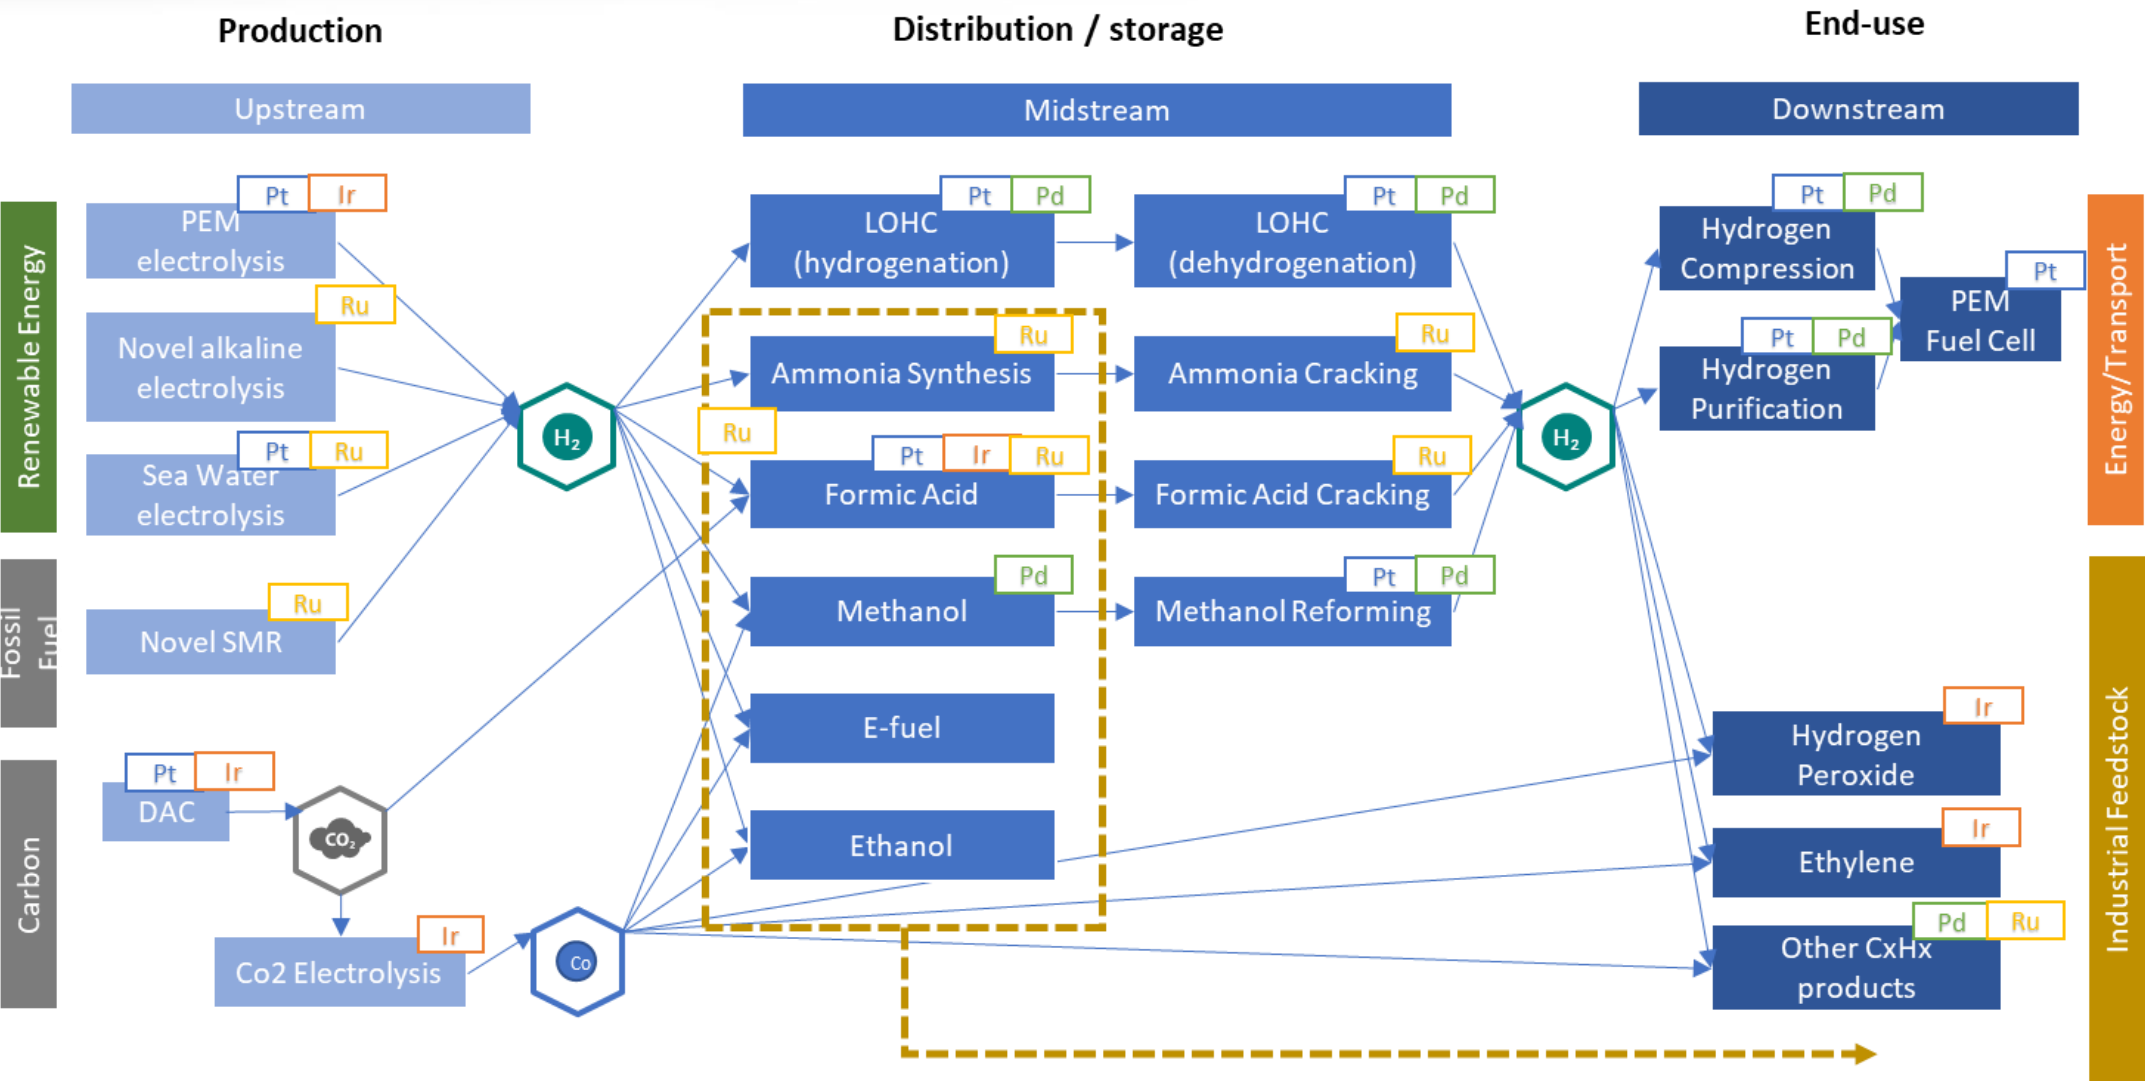 Production
Distribution / storage
End-use
Upstream
Midstream
Downstream
Renewable Energy
Fossil
Fuel
Carbon
Pt
Ir
PEM
electrolysis
Ru
Novel alkaline
electrolysis
Pt
Ru
Sea Water
electrolysis
Ru
Novel SMR
Pt
Ir
DAC
CO₂
Ir
Co2 Electrolysis
H₂
Co
Pt
Pd
LOHC
(hydrogenation)
Pt
Pd
LOHC
(dehydrogenation)
Ru
Ammonia Synthesis
Ru
Ammonia Cracking
Ru
Pt
Ir
Ru
Formic Acid
Ru
Formic Acid Cracking
Pd
Methanol
Pt
Pd
Methanol Reforming
E-fuel
Ethanol
H₂
Pt
Pd
Hydrogen
Compression
Pt
PEM
Fuel Cell
Pt
Pd
Hydrogen
Purification
Ir
Hydrogen
Peroxide
Ir
Ethylene
Pd
Ru
Other CxHx
products
Energy/Transport
Industrial Feedstock